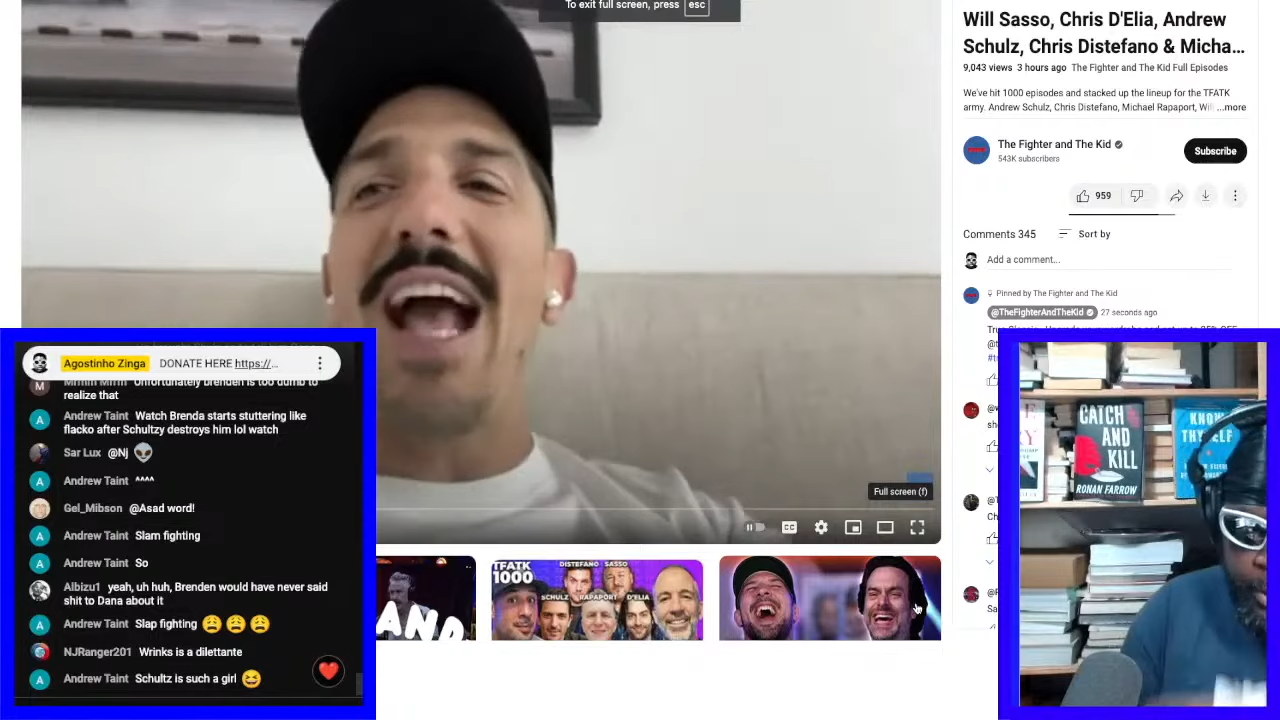 To exit full screen, press esc
Full screen (f)
Will Sasso, Chris D'Elia, Andrew
Schulz, Chris Distefano & Micha...
9,043 views 3 hours ago The Fighter and The Kid Full Episodes
We've hit 1000 episodes and stacked up the lineup for the TFATK
army. Andrew Schulz, Chris Distefano, Michael Rapaport, Wil ...more
The Fighter and The Kid
543K subscribers
Subscribe
959
Comments 345
Sort by
Add a comment...
Pinned by The Fighter and The Kid
@TheFighterAndTheKid 27 seconds ago
Agostinho Zinga DONATE HERE https://...
Unfortunately brenden is too dumb to
realize that
Andrew Taint Watch Brenda starts stuttering like
flacko after Schultzy destroys him lol watch
Sar Lux @Nj
Andrew Taint ^^^^
Gel_Mibson @Asad word!
Andrew Taint Slam fighting
Andrew Taint So
Albizu1 yeah, uh huh, Brenden would have never said
shit to Dana about it
Andrew Taint Slap fighting
NJRanger201 Wrinks is a dilettante
Andrew Taint Schultz is such a girl
AND
TFATK
1000
DISTEFANO SASSO
SCHULZ RAPAPORT D'ELIA
CATCH
AND
KILL
RONAN FARROW
KNOW
THYSELF